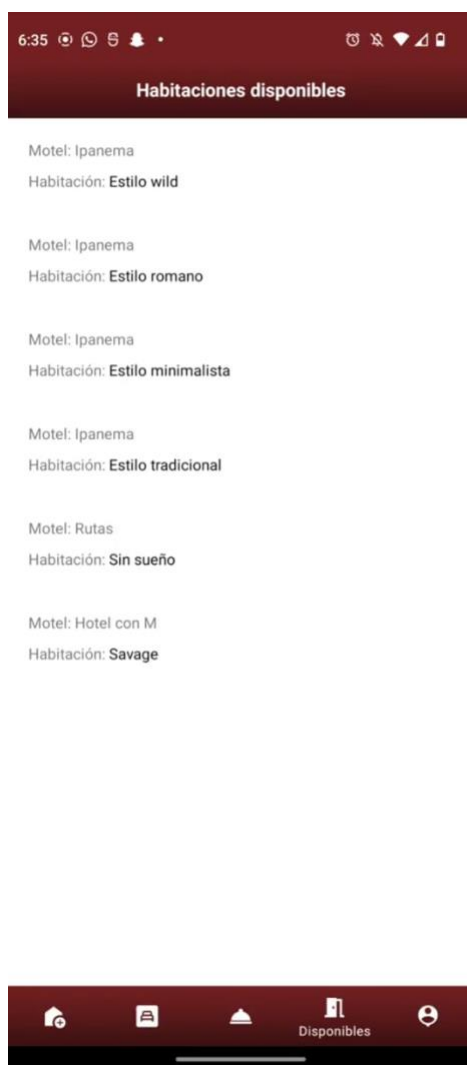 6:35
Habitaciones disponibles
Motel: Ipanema
Habitación: Estilo wild
Motel: Ipanema
Habitación: Estilo romano
Motel: Ipanema
Habitación: Estilo minimalista
Motel: Ipanema
Habitación: Estilo tradicional
Motel: Rutas
Habitación: Sin sueño
Motel: Hotel con M
Habitación: Savage
Disponibles